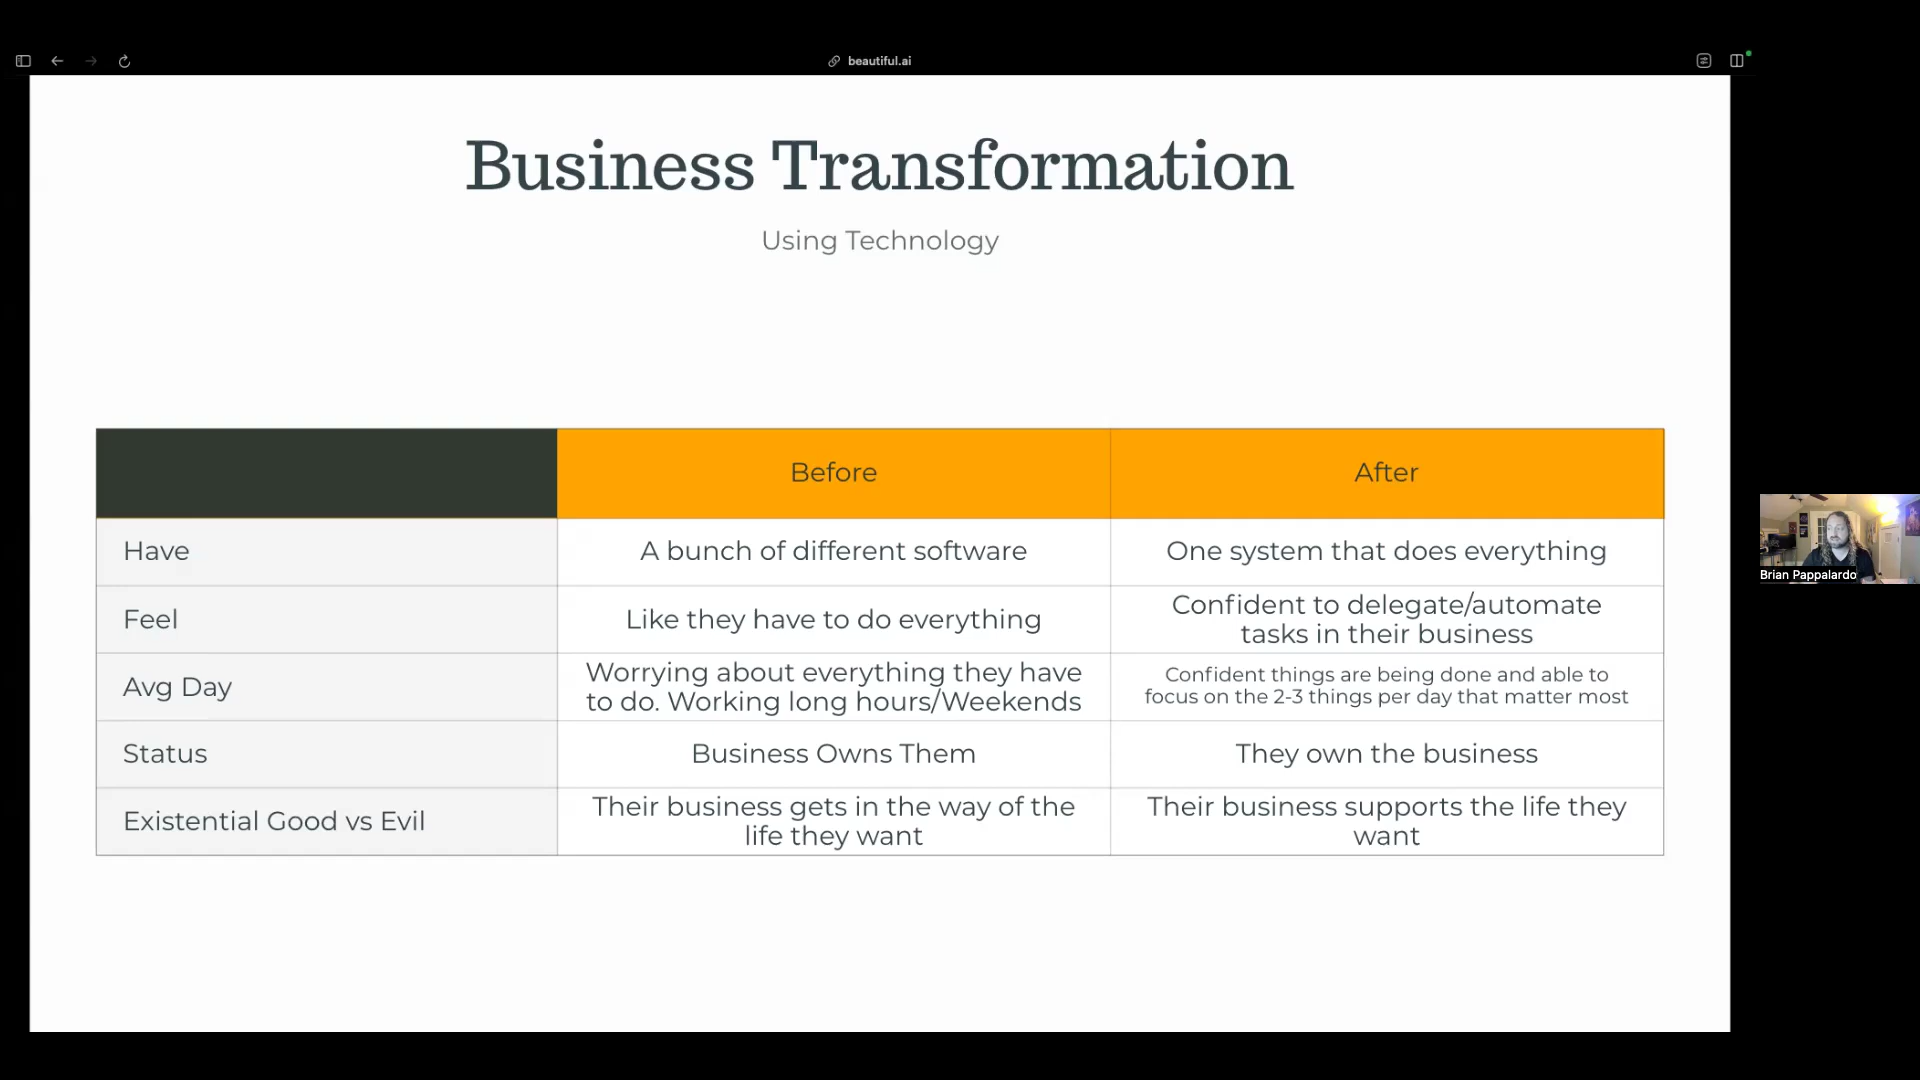 beautiful.ai
Business Transformation
Using Technology
Before
After
Have
A bunch of different software
One system that does everything
Feel
Like they have to do everything
Confident to delegate/automate
tasks in their business
Avg Day
Worrying about everything they have
to do. Working long hours/Weekends
Confident things are being done and able to
focus on the 2-3 things per day that matter most
Status
Business Owns Them
They own the business
Existential Good vs Evil
Their business gets in the way of the
life they want
Their business supports the life they
want
Brian Pappalardo